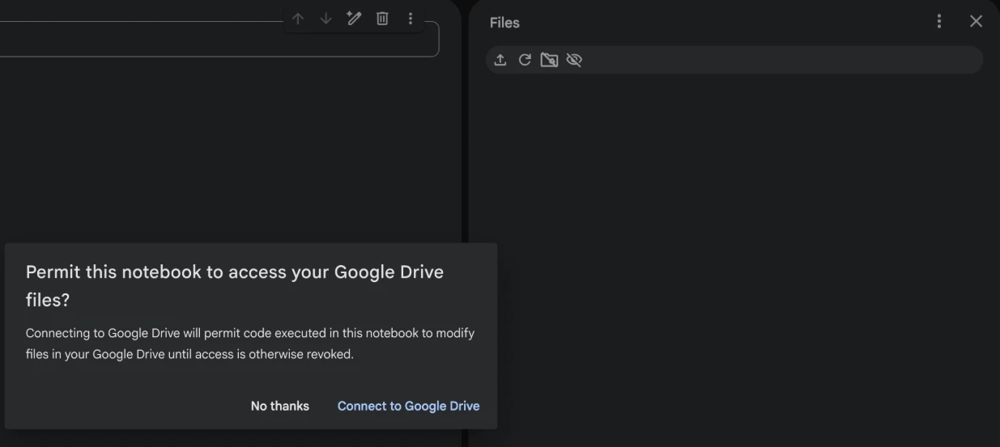 Files
Permit this notebook to access your Google Drive
files?
Connecting to Google Drive will permit code executed in this notebook to modify
files in your Google Drive until access is otherwise revoked.
No thanks
Connect to Google Drive